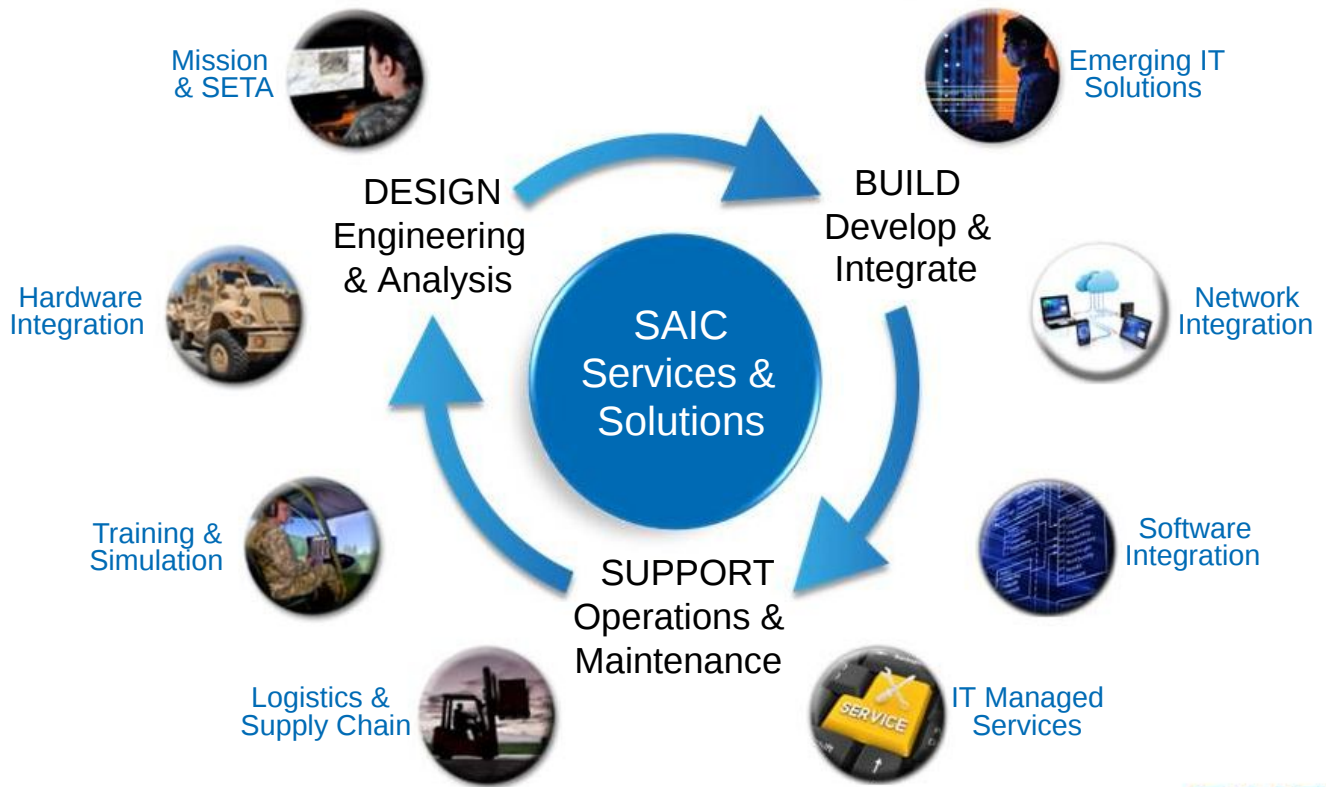 Mission
& SETA
Emerging IT
Solutions
DESIGN
Engineering
& Analysis
BUILD
Develop &
Integrate
Hardware
Integration
SAIC
Services &
Solutions
Network
Integration
Training &
Simulation
Software
Integration
SUPPORT
Operations &
Maintenance
Logistics &
Supply Chain
SERVICE
IT Managed
Services